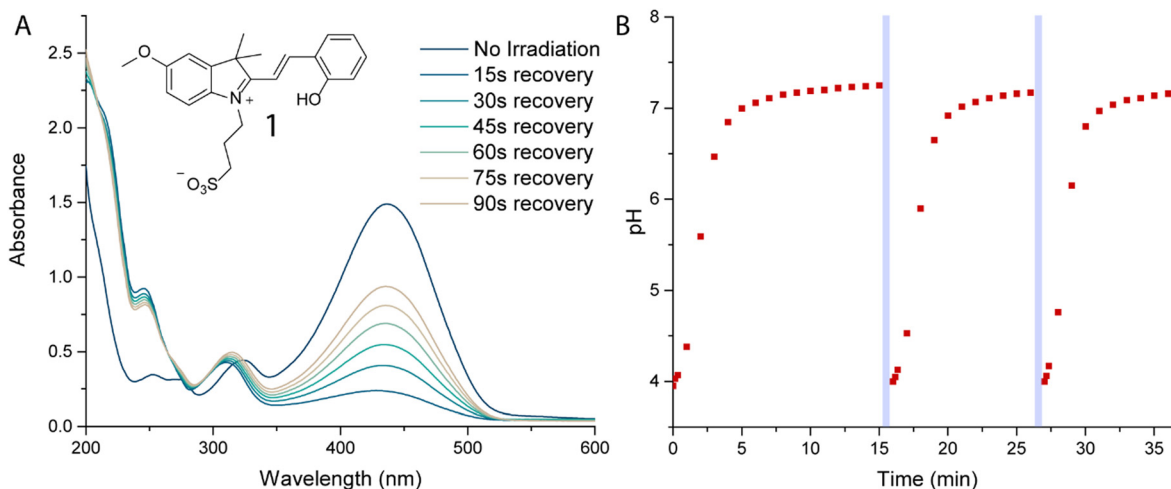 A
2.5
2.0
1.5
1.0
0.5
0.0
200
300
400
500
600
Absorbance
Wavelength (nm)
O
N
+
HO
1
−O3S
No Irradiation
15s recovery
30s recovery
45s recovery
60s recovery
75s recovery
90s recovery
B
8
7
6
5
4
0
5
10
15
20
25
30
35
pH
Time (min)